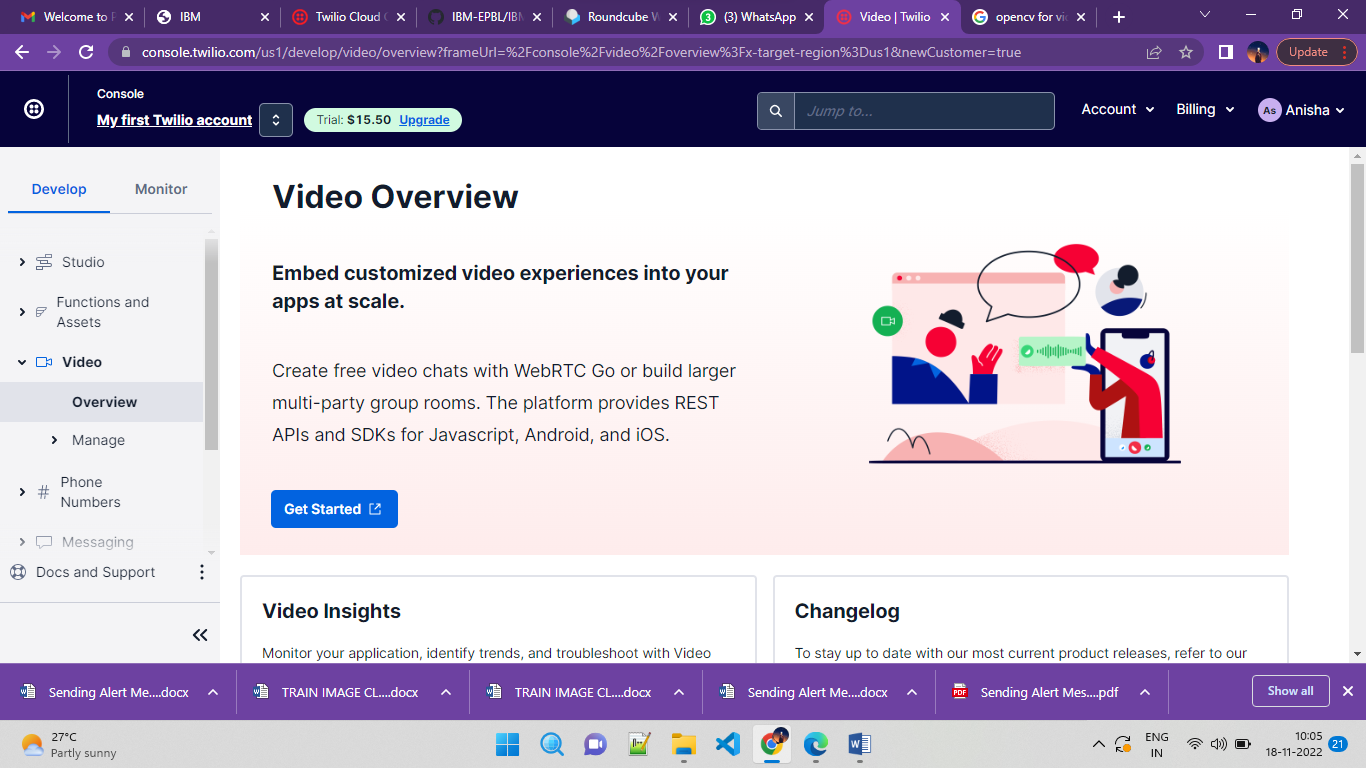 Welcome to P
IBM
Twilio Cloud C
IBM-EPBL/IBM
Roundcube W
(3) WhatsApp
Video | Twilio
opencv for vic
console.twilio.com/us1/develop/video/overview?frameUrl=%2Fconsole%2Fvideo%2Foverview%3Fx-target-region%3Dus1&newCustomer=true
Update
Console
My first Twilio account
Trial: $15.50 Upgrade
Jump to...
Account
Billing
As
Anisha
Develop
Monitor
Studio
Functions and
Assets
Video
Overview
Manage
Phone
Numbers
Messaging
Docs and Support
Video Overview
Embed customized video experiences into your
apps at scale.
Create free video chats with WebRTC Go or build larger
multi-party group rooms. The platform provides REST
APIs and SDKs for Javascript, Android, and iOS.
Get Started
Video Insights
Monitor your application, identify trends, and troubleshoot with Video
Changelog
To stay up to date with our most current product releases, refer to our
Sending Alert Me....docx
TRAIN IMAGE CL....docx
TRAIN IMAGE CL....docx
Sending Alert Me....docx
PDF
Sending Alert Mes....pdf
Show all
27°C
Partly sunny
ENG
IN
10:05
18-11-2022
21